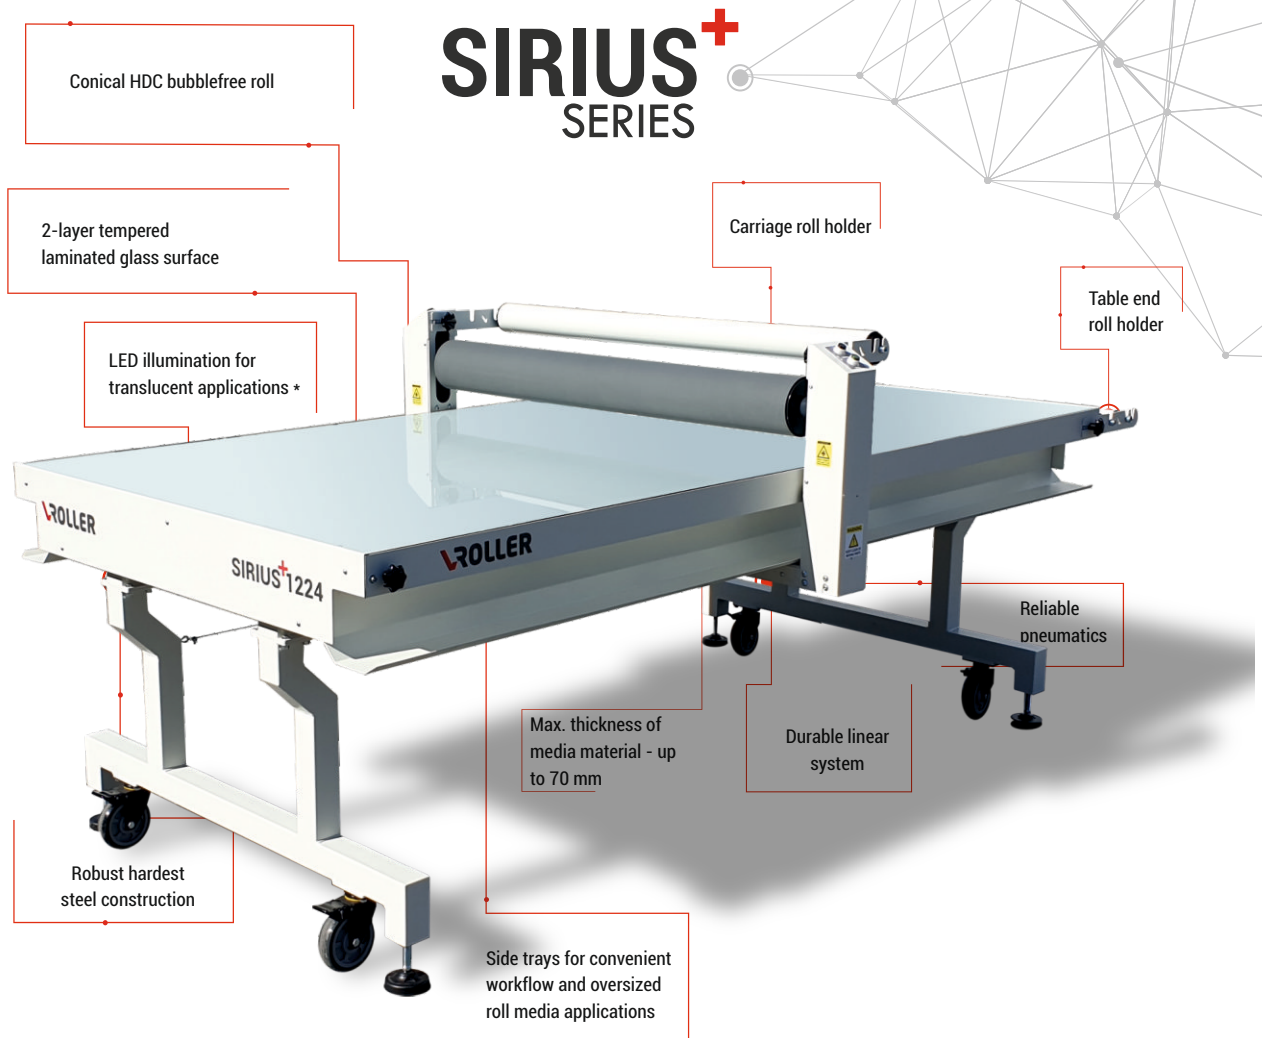 SIRIUS+
SERIES
Conical HDC bubblefree roll
2-layer tempered
laminated glass surface
Carriage roll holder
Table end
roll holder
LED illumination for
translucent applications *
VROLLER
SIRIUS+1224
VROLLER
Reliable
pneumatics
Max. thickness of
media material - up
to 70 mm
Durable linear
system
Robust hardest
steel construction
Side trays for convenient
workflow and oversized
roll media applications